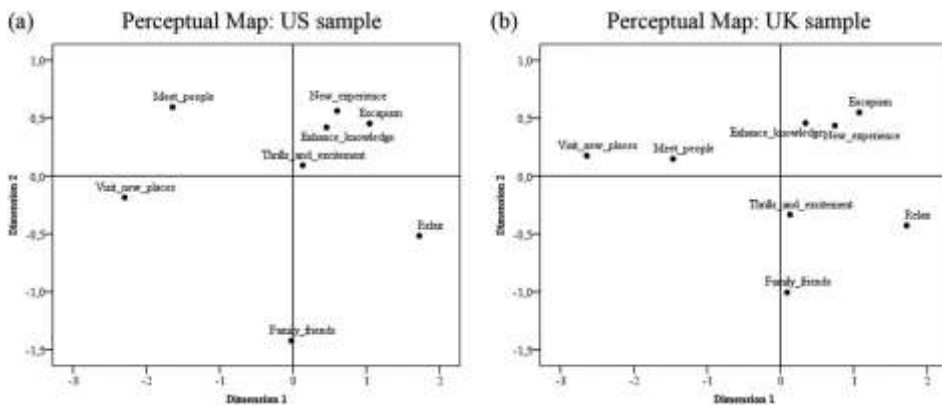 (a) Perceptual Map: US sample
1,0
0,5
0,0
-0,5
-1,0
-1,5
Dimension 2
Meet_people
New_experience
Escapism
Enhance_knowledge
Thrills_and_excitement
Visit_new_places
Relax
Family_friends
-3 -2 -1 0 1 2
Dimension 1
(b) Perceptual Map: UK sample
1,0
0,5
0,0
-0,5
-1,0
-1,5
Dimension 2
Escapism
Enhance_knowledge
New_experience
Visit_new_places
Meet_people
Thrills_and_excitement
Relax
Family_friends
-3 -2 -1 0 1 2
Dimension 1